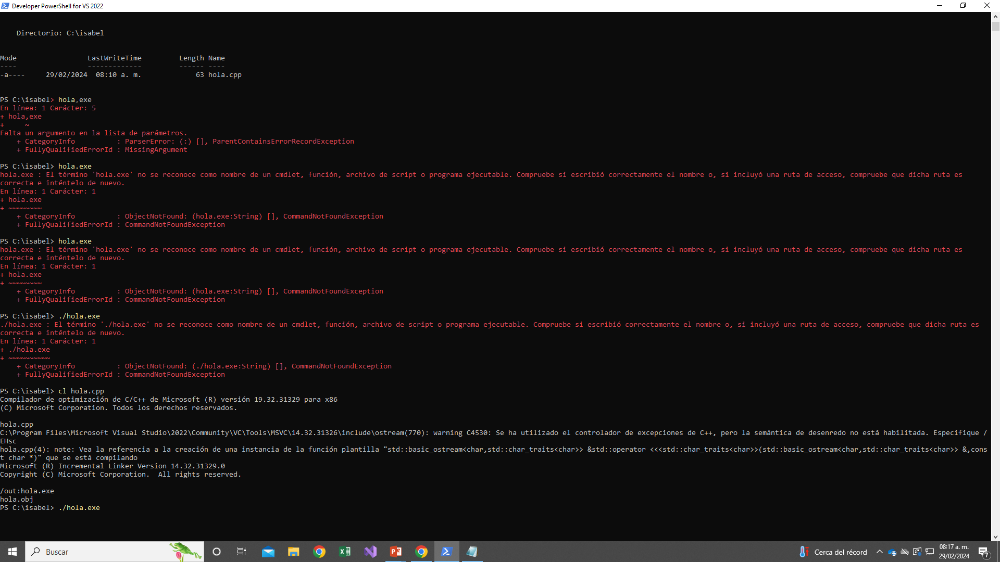 Developer PowerShell for VS 2022
Directorio: C:\isabel
Mode                 LastWriteTime         Length Name
----                 -------------         ------ ----
-a----     29/02/2024  08:10 a. m.             63 hola.cpp
PS C:\isabel> hola,exe
En línea: 1 Carácter: 5
+ hola,exe
+     ~
Falta un argumento en la lista de parámetros.
    + CategoryInfo          : ParserError: (:) [], ParentContainsErrorRecordException
    + FullyQualifiedErrorId : MissingArgument
PS C:\isabel> hola.exe
hola.exe : El término 'hola.exe' no se reconoce como nombre de un cmdlet, función, archivo de script o programa ejecutable. Compruebe si escribió correctamente el nombre o, si incluyó una ruta de acceso, compruebe que dicha ruta es
correcta e inténtelo de nuevo.
En línea: 1 Carácter: 1
+ hola.exe
+ ~~~~~~~~
    + CategoryInfo          : ObjectNotFound: (hola.exe:String) [], CommandNotFoundException
    + FullyQualifiedErrorId : CommandNotFoundException
PS C:\isabel> hola.exe
hola.exe : El término 'hola.exe' no se reconoce como nombre de un cmdlet, función, archivo de script o programa ejecutable. Compruebe si escribió correctamente el nombre o, si incluyó una ruta de acceso, compruebe que dicha ruta es
correcta e inténtelo de nuevo.
En línea: 1 Carácter: 1
+ hola.exe
+ ~~~~~~~~
    + CategoryInfo          : ObjectNotFound: (hola.exe:String) [], CommandNotFoundException
    + FullyQualifiedErrorId : CommandNotFoundException
PS C:\isabel> ./hola.exe
./hola.exe : El término './hola.exe' no se reconoce como nombre de un cmdlet, función, archivo de script o programa ejecutable. Compruebe si escribió correctamente el nombre o, si incluyó una ruta de acceso, compruebe que dicha ruta es
correcta e inténtelo de nuevo.
En línea: 1 Carácter: 1
+ ./hola.exe
+ ~~~~~~~~~~
    + CategoryInfo          : ObjectNotFound: (./hola.exe:String) [], CommandNotFoundException
    + FullyQualifiedErrorId : CommandNotFoundException
PS C:\isabel> cl hola.cpp
Compilador de optimización de C/C++ de Microsoft (R) versión 19.32.31329 para x86
(C) Microsoft Corporation. Todos los derechos reservados.
hola.cpp
C:\Program Files\Microsoft Visual Studio\2022\Community\VC\Tools\MSVC\14.32.31326\include\ostream(770): warning C4530: Se ha utilizado el controlador de excepciones de C++, pero la semántica de desenredo no está habilitada. Especifique /
EHsc
hola.cpp(4): note: Vea la referencia a la creación de una instancia de la función plantilla "std::basic_ostream<char,std::char_traits<char>> &std::operator <<<std::char_traits<char>>(std::basic_ostream<char,std::char_traits<char>> &,cons
t char *)" que se está compilando
Microsoft (R) Incremental Linker Version 14.32.31329.0
Copyright (C) Microsoft Corporation.  All rights reserved.
/out:hola.exe
hola.obj
PS C:\isabel> ./hola.exe
Buscar
Cerca del récord
08:17 a. m.
29/02/2024
7